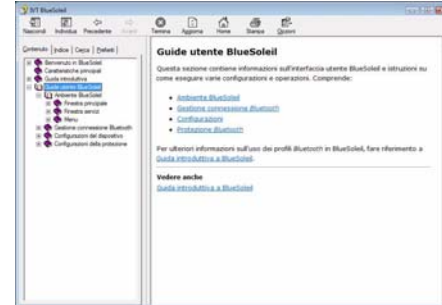 IVT BlueSoleil
Nascondi Individua Precedente Avanti Termina Aggiorna Home Stampa Opzioni
Contenuto Indice Cerca Preferiti
Benvenuto in BlueSoleil
Caratteristiche principali
Guida introduttiva
Guida utente BlueSoleil
Ambiente BlueSoleil
Finestra principale
Finestra servizi
Menu
Gestione connessione Bluetooth
Configurazioni del dispositivo
Configurazioni della protezione
Guide utente BlueSoleil
Questa sezione contiene informazioni sull'interfaccia utente BlueSoleil e istruzioni su
come eseguire varie configurazioni e operazioni. Comprende:
Ambiente BlueSoleil
Gestione connessione Bluetooth
Configurazioni
Protezione Bluetooth
Per ulteriori informazioni sull'uso dei profili Bluetooth in BlueSoleil, fare riferimento a
Guida introduttiva a BlueSoleil.
Vedere anche
Guida introduttiva a BlueSoleil